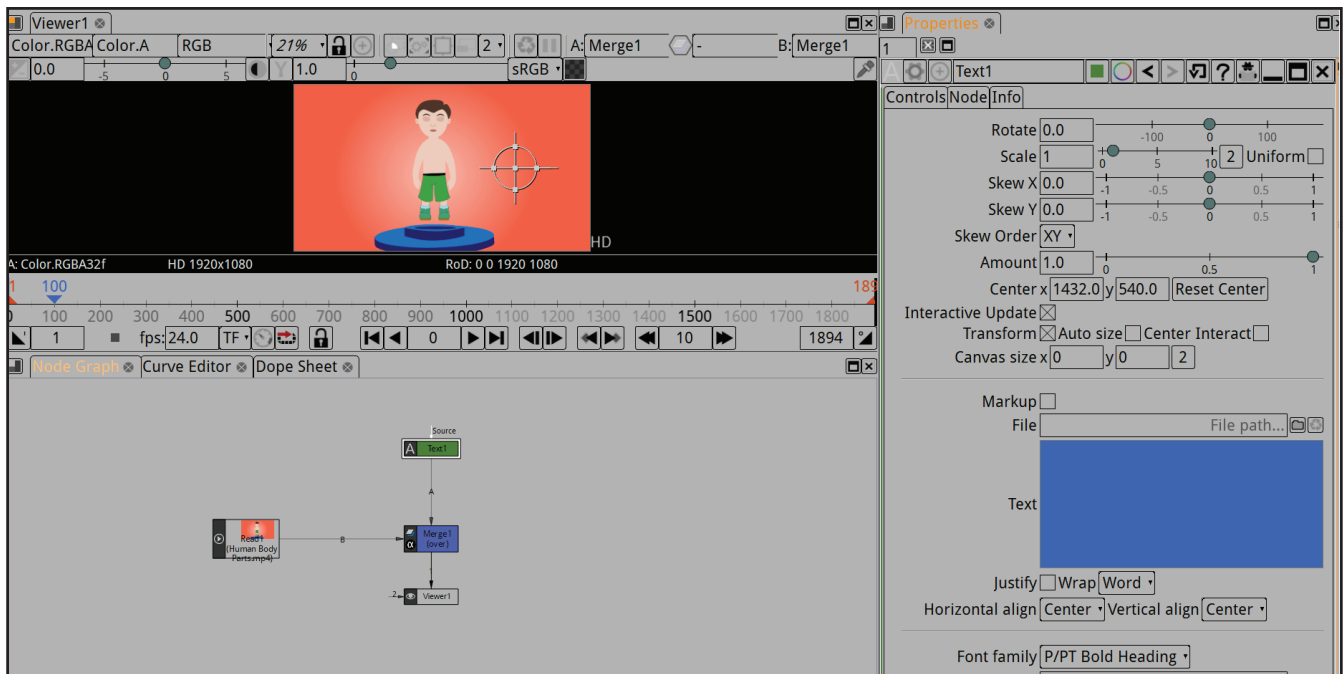 Viewer1
Color.RGBA Color.A RGB 21% 2 A: Merge1 - B: Merge1
0.0 -5 0 5 Y 1.0 0 sRGB
HD
A: Color.RGBA32f HD 1920x1080 RoD: 0 0 1920 1080
1 100 189
0 100 200 300 400 500 600 700 800 900 1000 1100 1200 1300 1400 1500 1600 1700 1800
1 fps: 24.0 TF 0 10 1894
Node Graph Curve Editor Dope Sheet
Source
A Text1
A
Read1
(Human Body
Parts.mp4)
B
Merge1
(over)
α
1
2 Viewer1
Properties
1
A Text1 < > ?
Controls Node Info
Rotate 0.0 -100 0 100
Scale 1 0 5 10 2 Uniform
Skew X 0.0 -1 -0.5 0 0.5 1
Skew Y 0.0 -1 -0.5 0 0.5 1
Skew Order XY
Amount 1.0 0 0.5 1
Center x 1432.0 y 540.0 Reset Center
Interactive Update
Transform Auto size Center Interact
Canvas size x 0 y 0 2
Markup
File File path...
Text
Justify Wrap Word
Horizontal align Center Vertical align Center
Font family P/PT Bold Heading